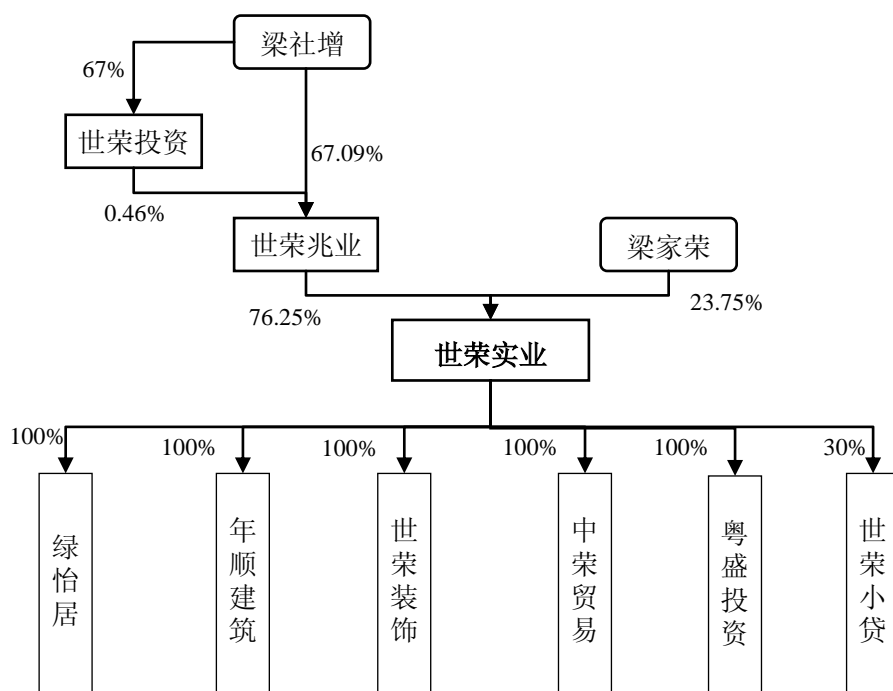 梁社增
67%
世荣投资
67.09%
0.46%
世荣兆业
梁家荣
76.25%
23.75%
世荣实业
100%
100%
100%
100%
100%
30%
绿怡居
年顺建筑
世荣装饰
中荣贸易
粤盛投资
世荣小贷